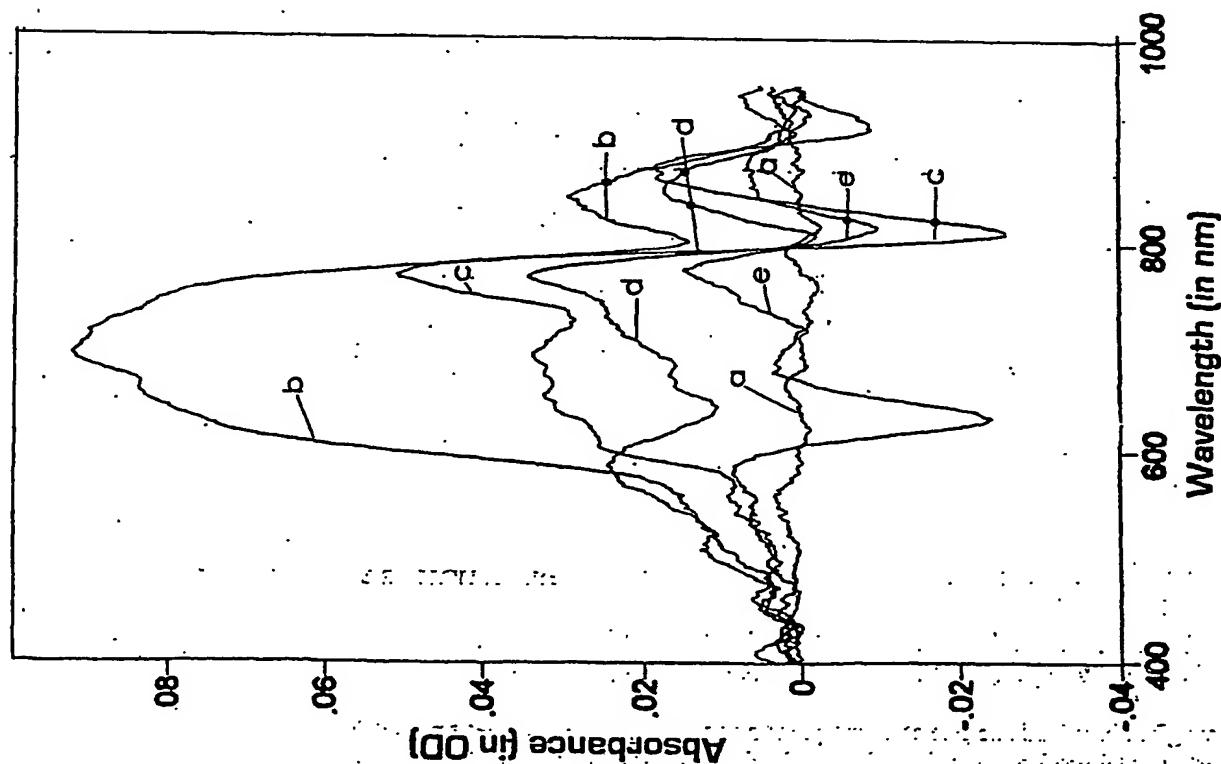 Absorbance (in OD)
.08
.06
.04
.02
0
-.02
-.04
b
c
d
e
a
b
d
a
e
c
400
600
800
1000
Wavelength (in nm)